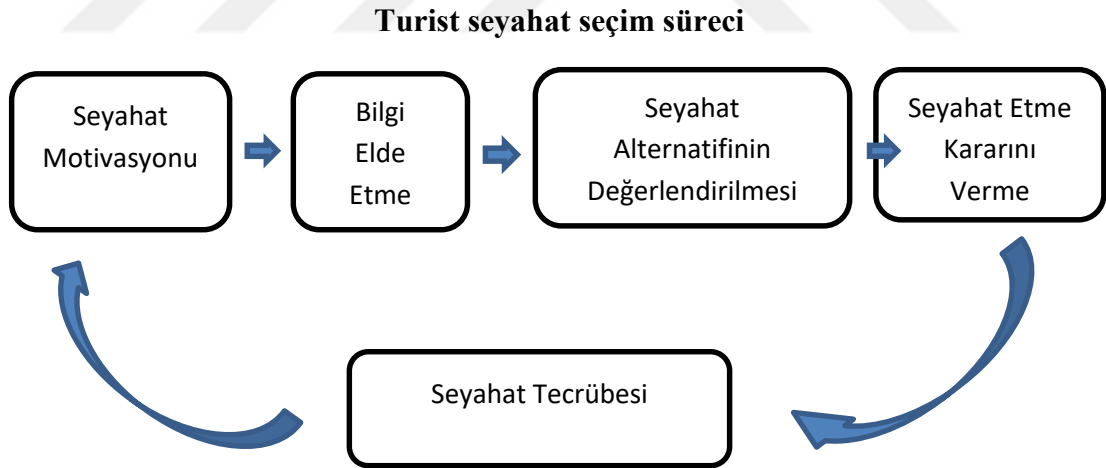 Turist seyahat seçim süreci
Seyahat
Motivasyonu
Bilgi
Elde
Etme
Seyahat
Alternatifinin
Değerlendirilmesi
Seyahat Etme
Kararını
Verme
Seyahat Tecrübesi